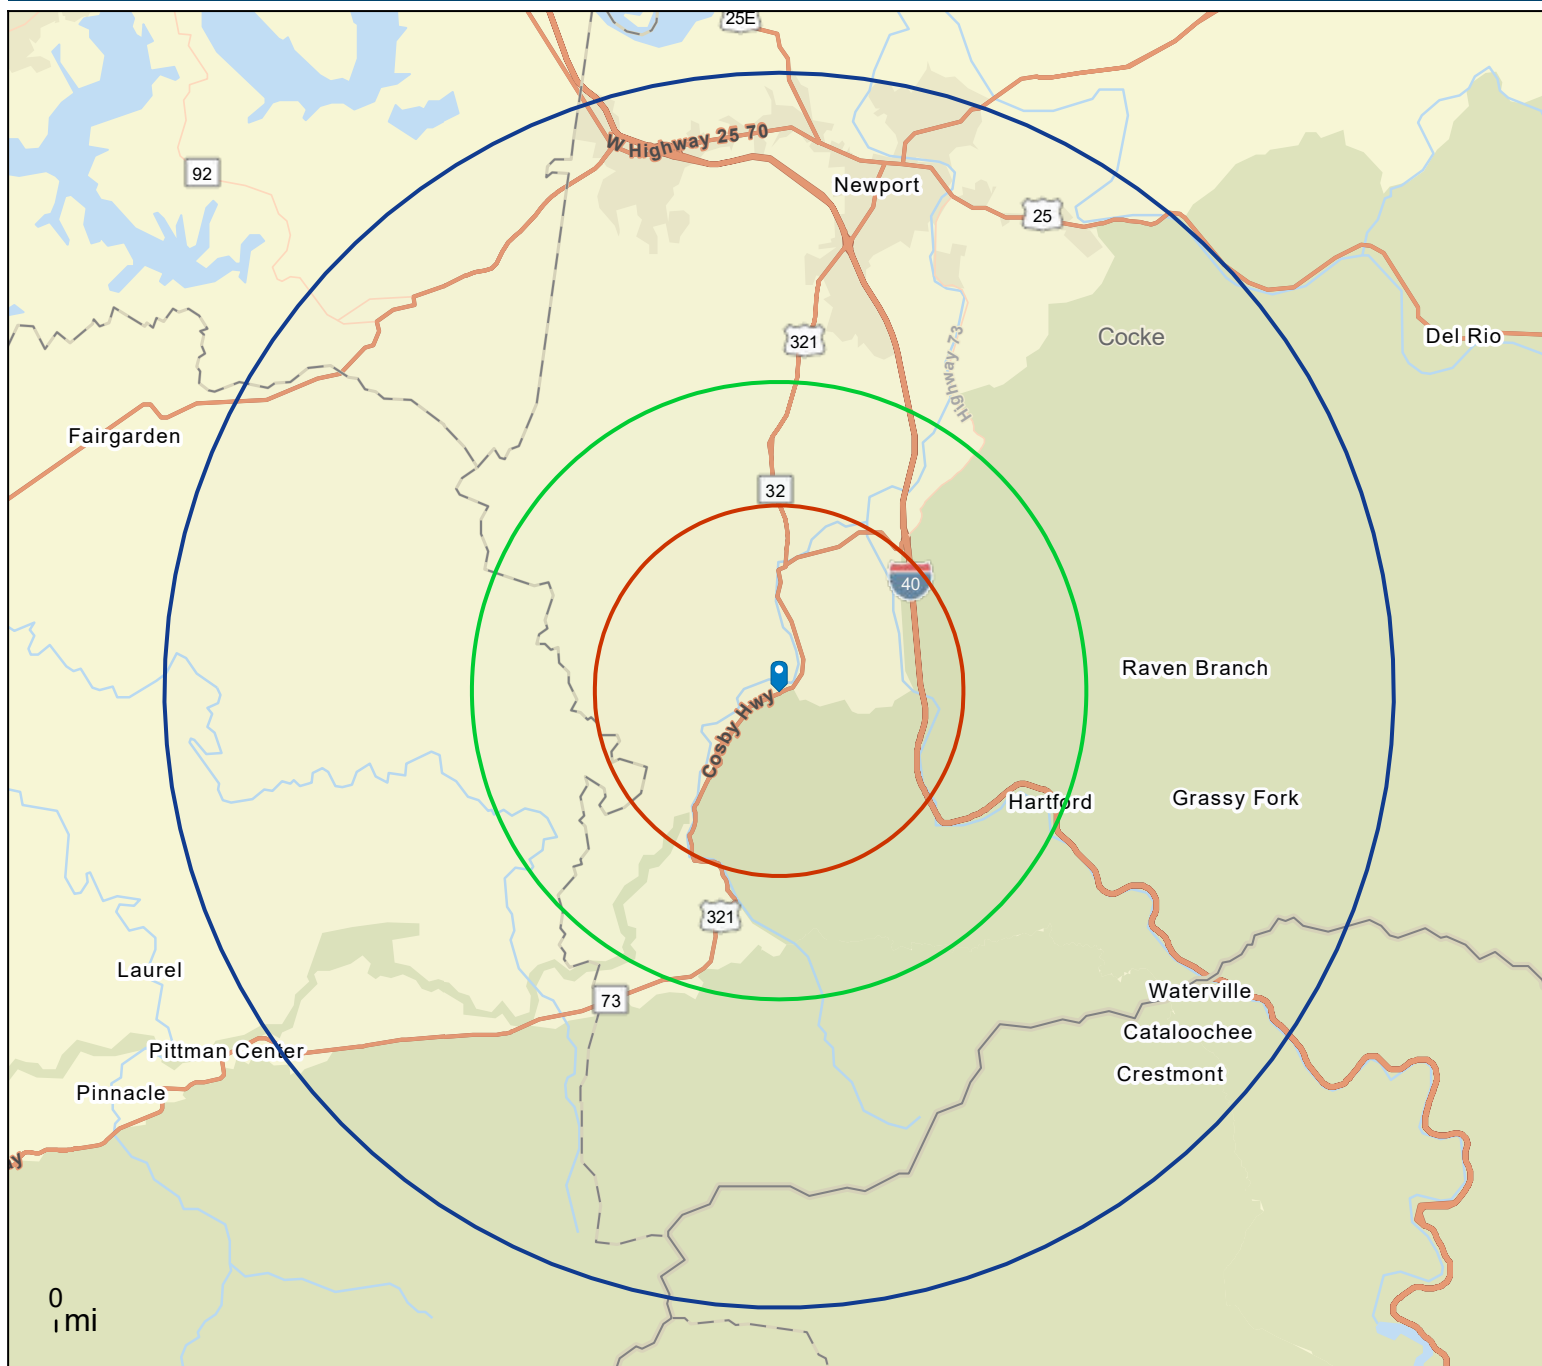 25E
W Highway 25 70
92
Newport
25
321
Cocke
Del Rio
Highway 73
Fairgarden
32
40
Raven Branch
Cosby Hwy
Hartford
Grassy Fork
321
Laurel
73
Waterville
Cataloochee
Pittman Center
Crestmont
Pinnacle
0
mi